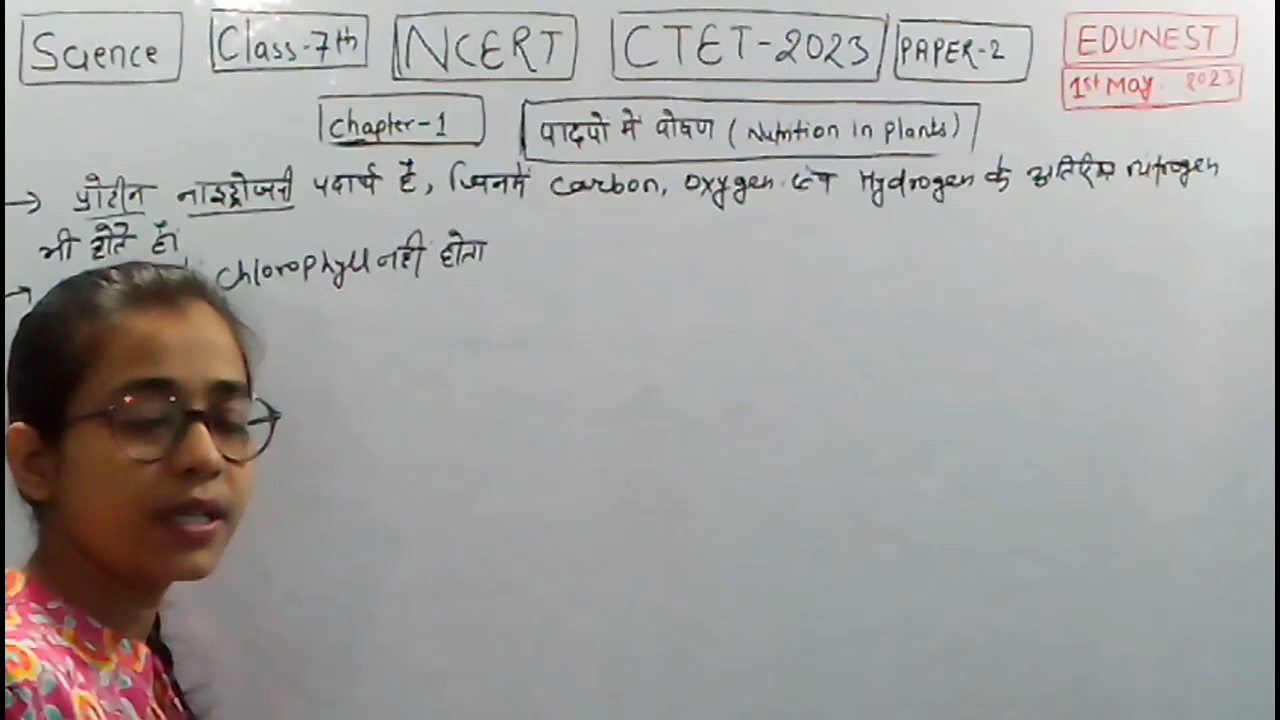 Science Class-7th NCERT CTET-2023 PAPER-2 EDUNEST
1st May 2023
Chapter-1 पादपो में पोषण (Nutrition in plants)
→ प्रोटीन नाइट्रोजनी पदार्थ है, जिनमें carbon, oxygen एवं Hydrogen के अतिरिक्त nitrogen
भी होते है।
→ chlorophyll नही होता